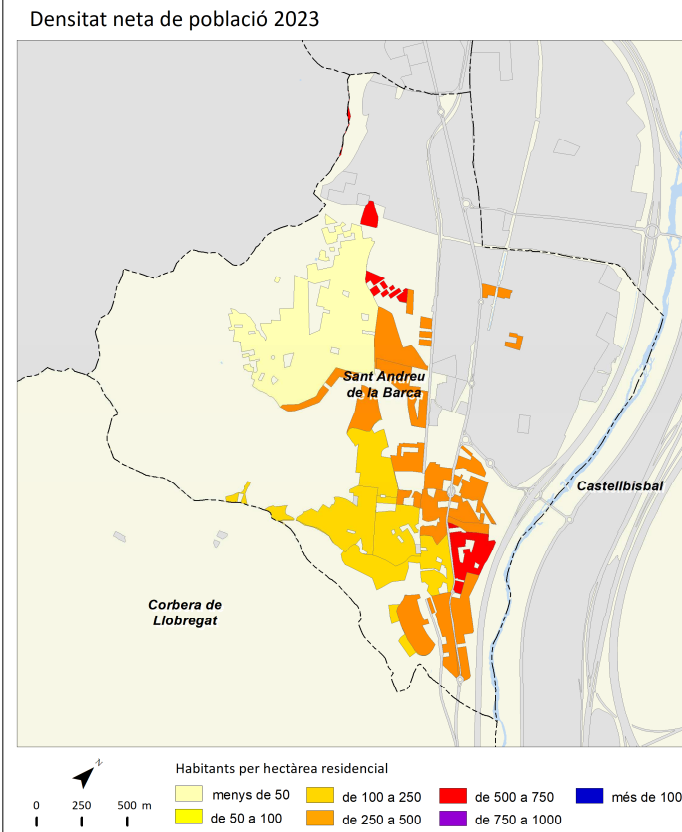 Densitat neta de població 2023
Sant Andreu
de la Barca
Castellbisbal
Corbera de
Llobregat
N
0 250 500 m
Habitants per hectàrea residencial
menys de 50
de 50 a 100
de 100 a 250
de 250 a 500
de 500 a 750
de 750 a 1000
més de 100